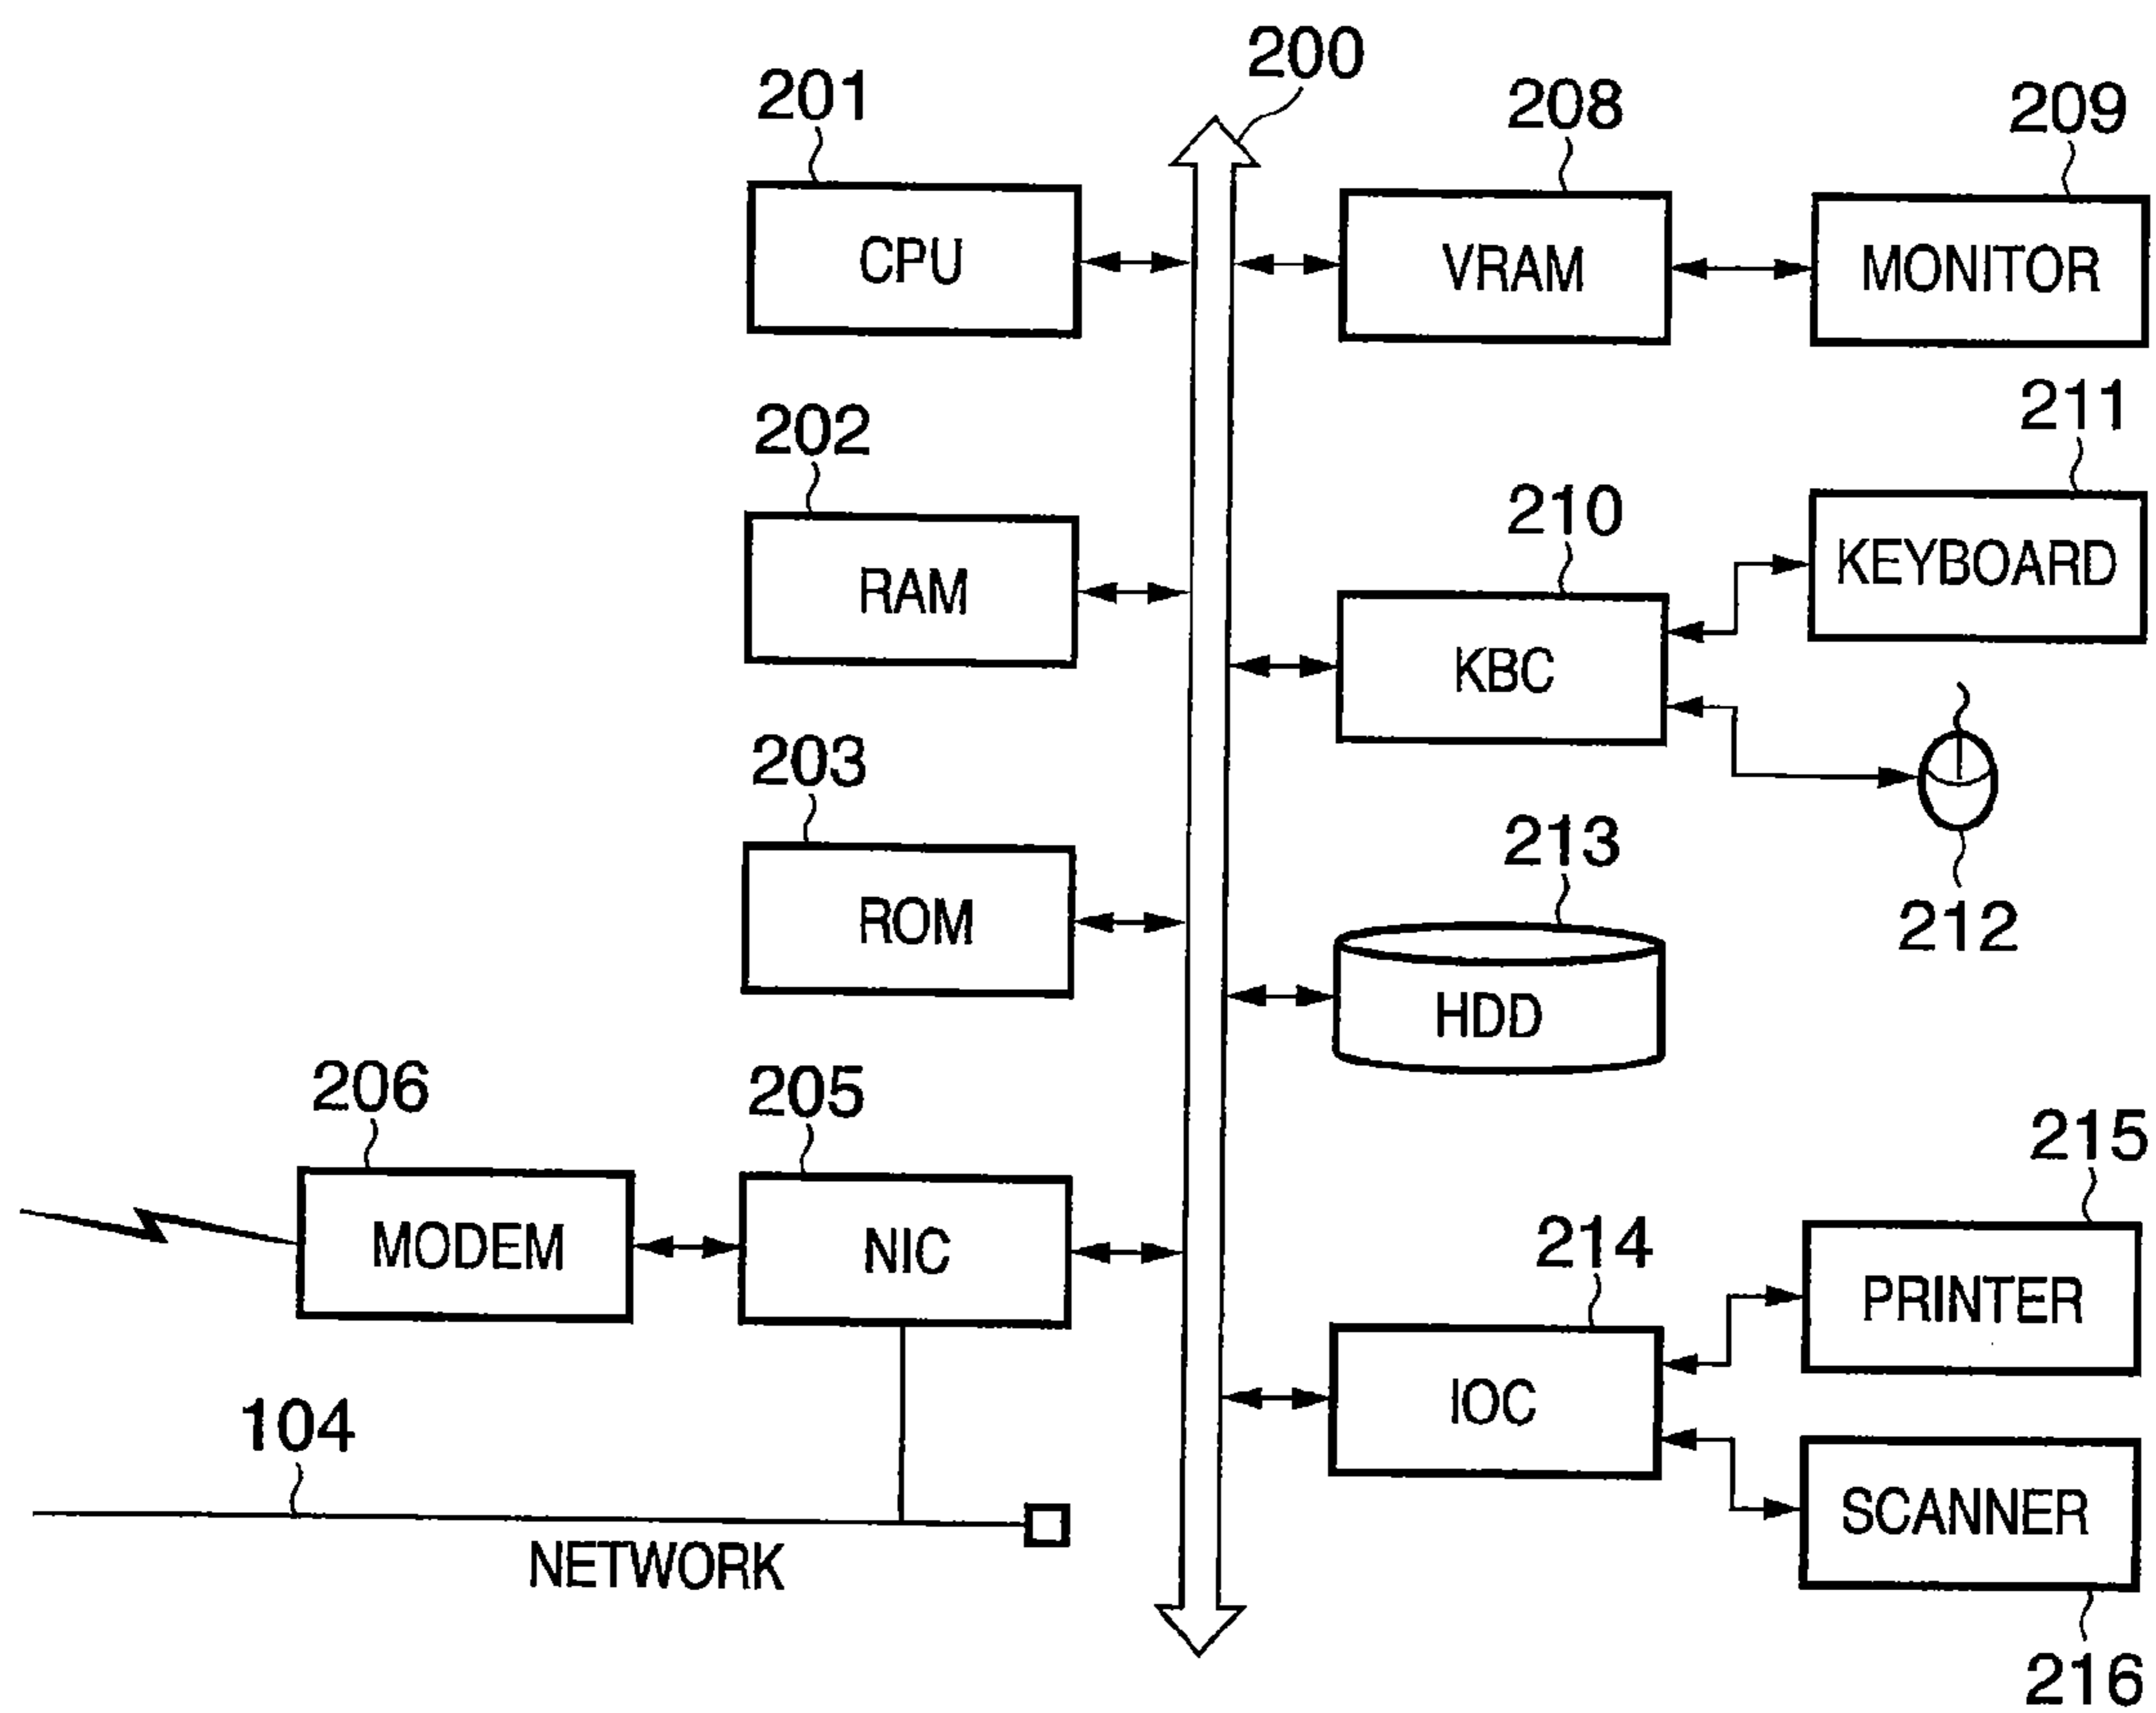 200
201
208
209
CPU
VRAM
MONITOR
202
211
210
RAM
KEYBOARD
KBC
203
213
212
ROM
HDD
206
205
215
MODEM
NIC
214
PRINTER
104
IOC
NETWORK
SCANNER
216